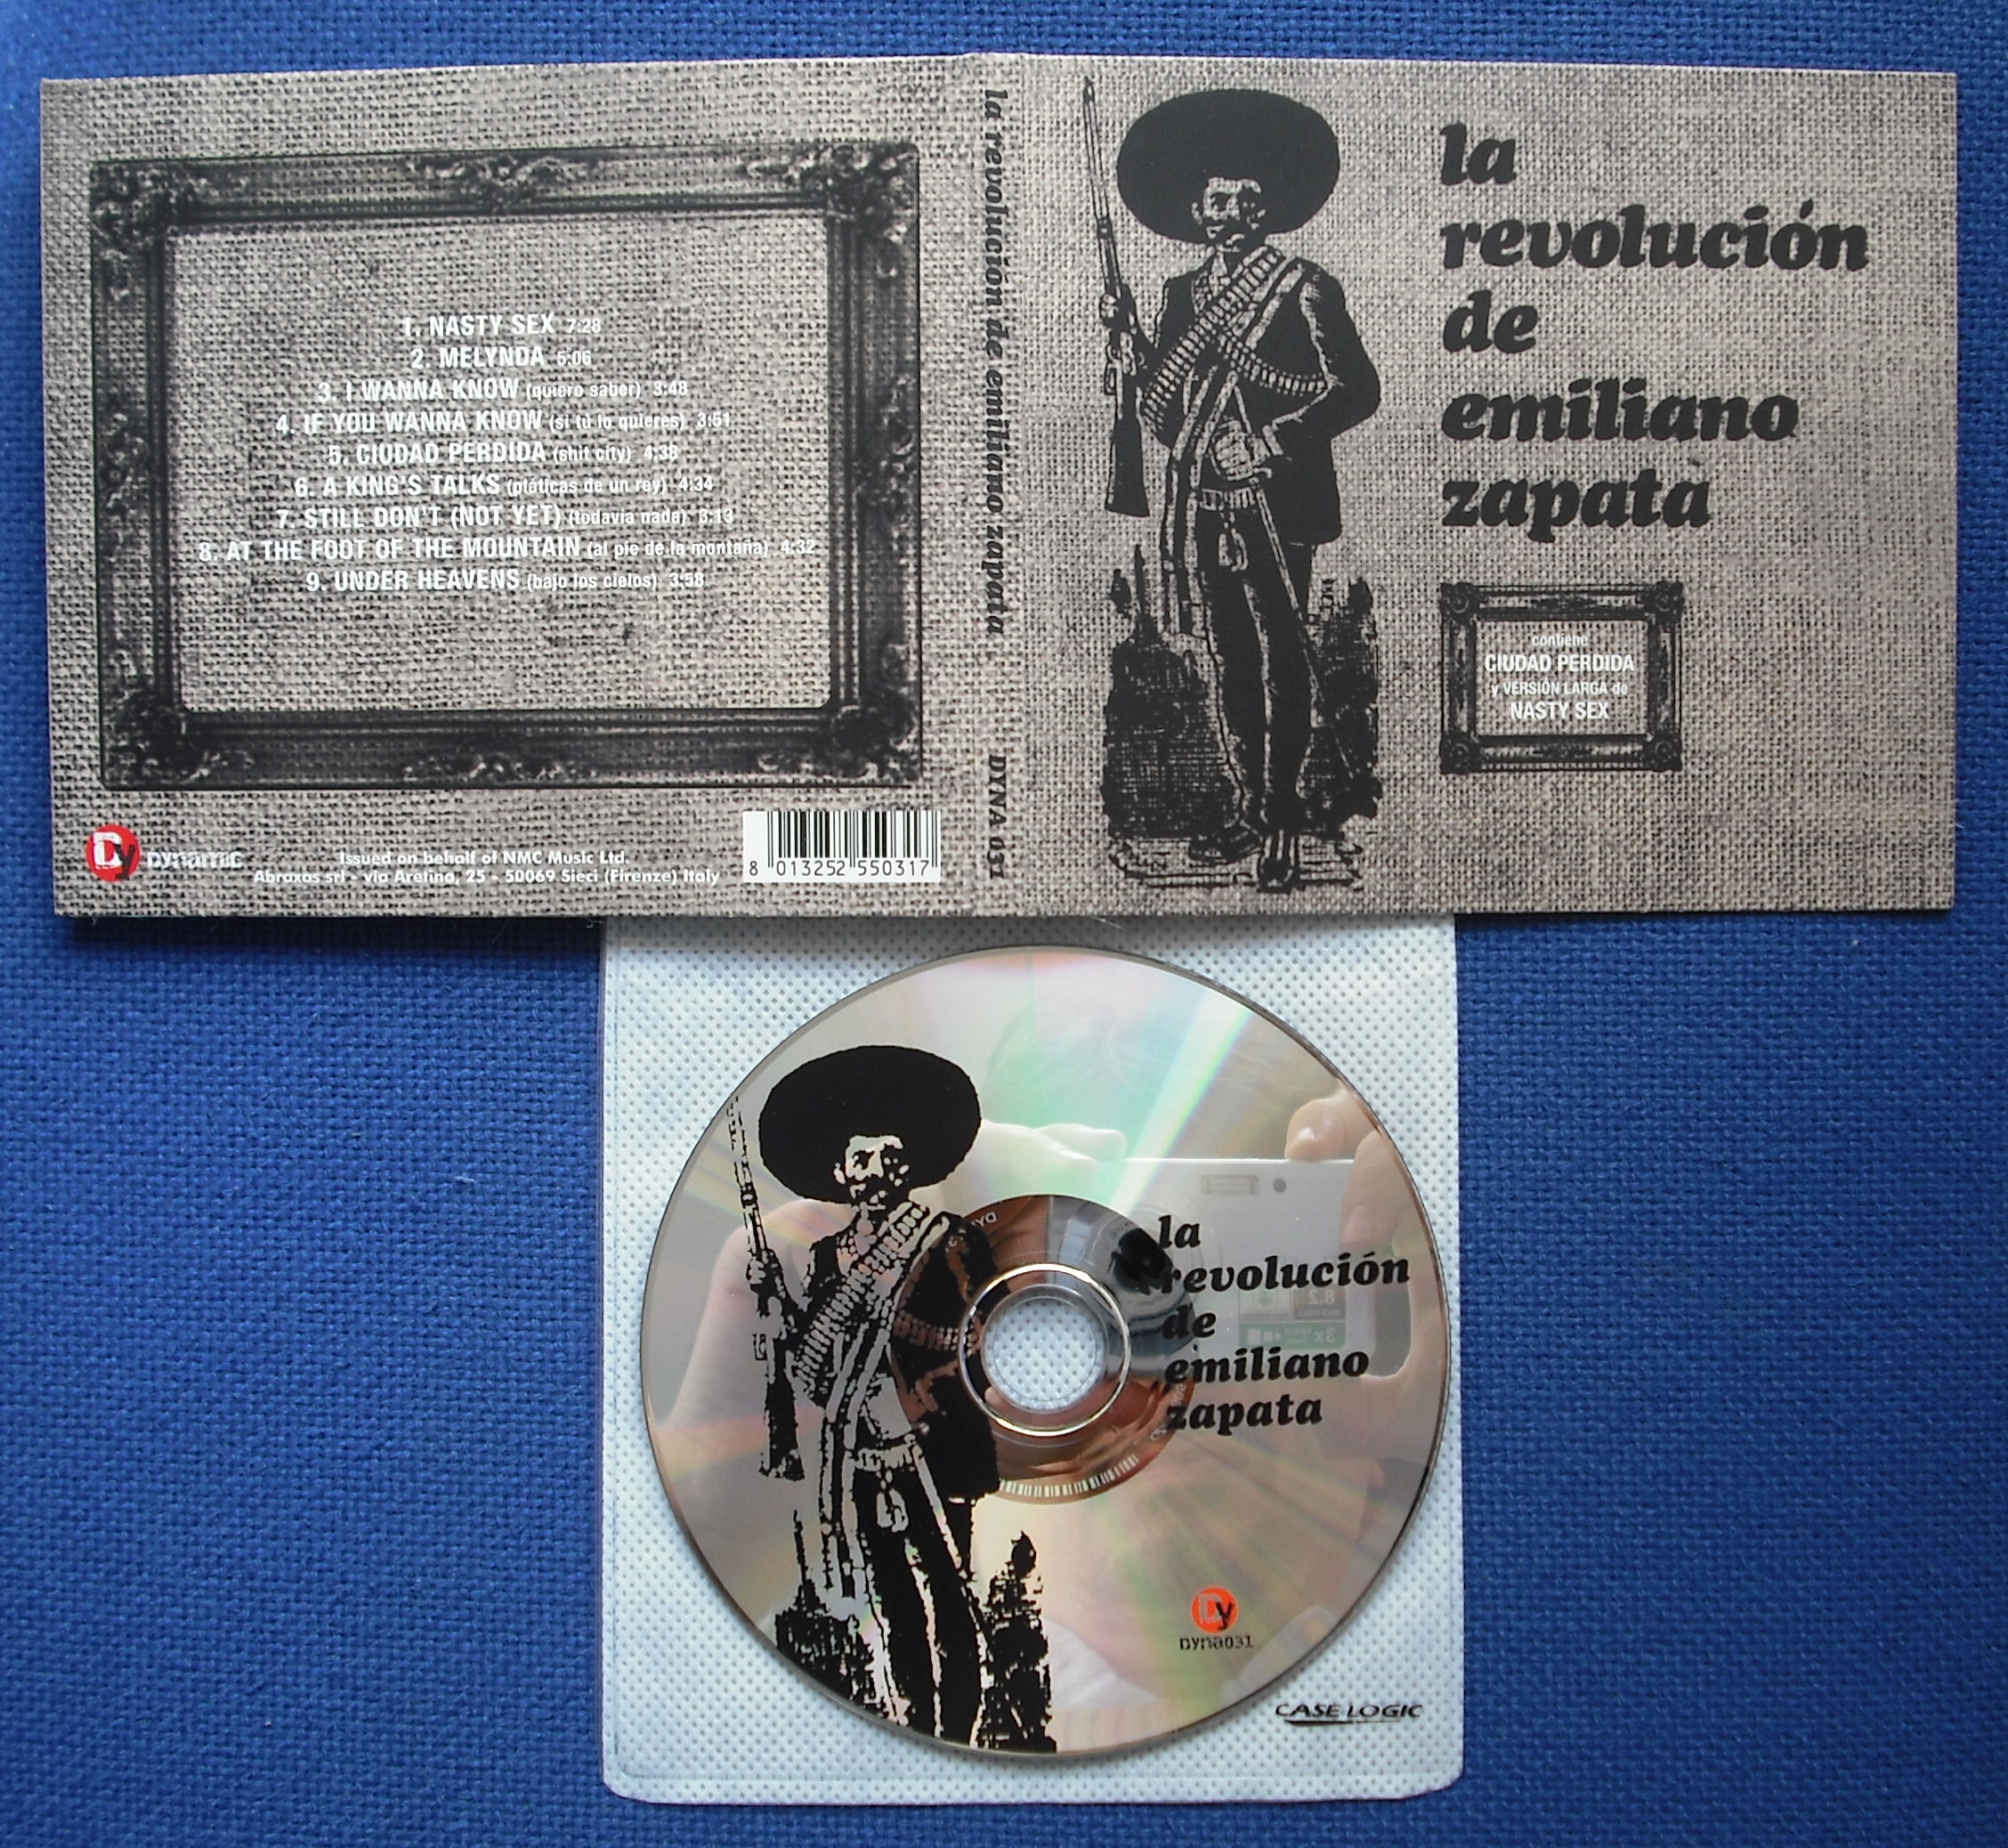 1. NASTY SEX 7:28
2. MELYNDA 5:06
3. I WANNA KNOW (quiero saber) 3:48
4. IF YOU WANNA KNOW (si tú lo quieres) 3:51
5. CIUDAD PERDIDA (shit city) 4:38
6. A KING'S TALKS (pláticas de un rey) 4:34
7. STILL DON'T (NOT YET) (todavía nada) 3:13
8. AT THE FOOT OF THE MOUNTAIN (al pie de la montaña) 4:32
9. UNDER HEAVENS (bajo los cielos) 3:58
Dy Dynamic
Issued on behalf of NMC Music Ltd.
Abraxas srl - via Aretina, 25 - 50069 Sieci (Firenze) Italy
8 013252 550317
la revolución de emiliano zapata DYNA 031
la
revolución
de
emiliano
zapata
contiene
CIUDAD PERDIDA
y VERSIÓN LARGA de
NASTY SEX
la
revolución
de
emiliano
zapata
Dy
Dyna031
CASE LOGIC